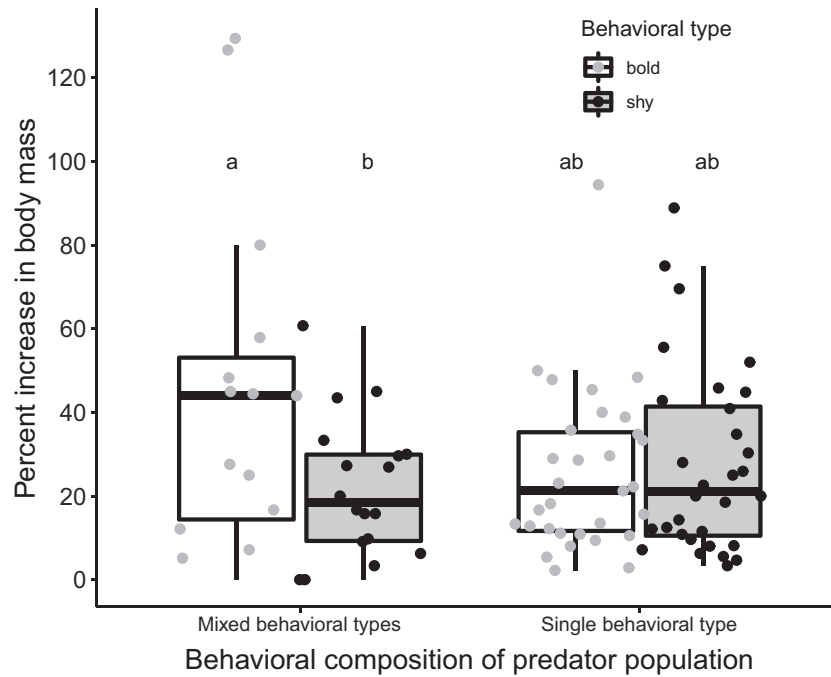 Behavioral type
bold
shy
Percent increase in body mass
120
100
80
60
40
20
0
a
b
ab
ab
Mixed behavioral types
Single behavioral type
Behavioral composition of predator population